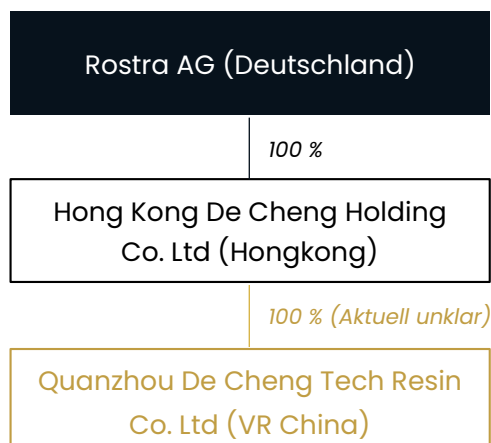 Rostra AG (Deutschland)
100 %
Hong Kong De Cheng Holding
Co. Ltd (Hongkong)
100 % (Aktuell unklar)
Quanzhou De Cheng Tech Resin
Co. Ltd (VR China)